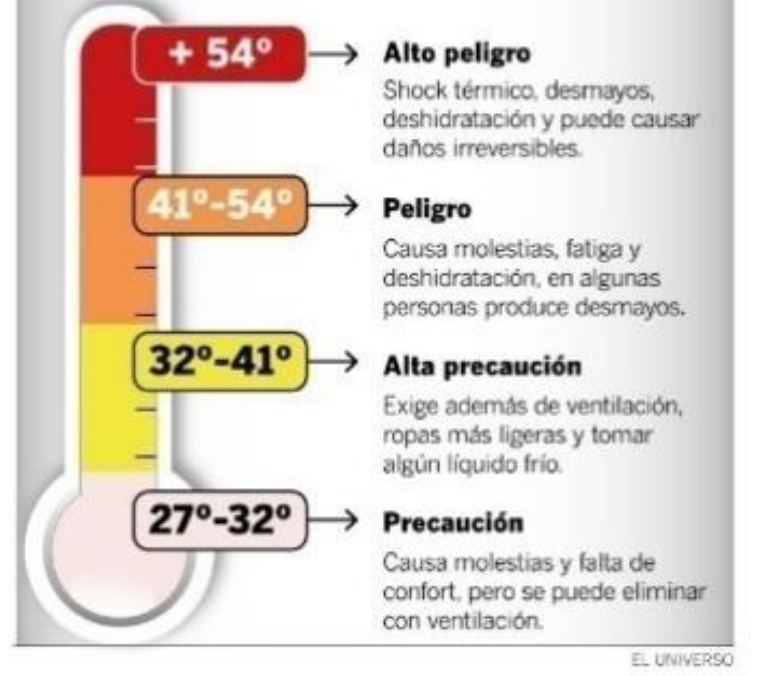 + 54º
Alto peligro
Shock térmico, desmayos,
deshidratación y puede causar
daños irreversibles.
41º-54º
Peligro
Causa molestias, fatiga y
deshidratación, en algunas
personas produce desmayos.
32º-41º
Alta precaución
Exige además de ventilación,
ropas más ligeras y tomar
algún líquido frío.
27º-32º
Precaución
Causa molestias y falta de
confort, pero se puede eliminar
con ventilación.
EL UNIVERSO